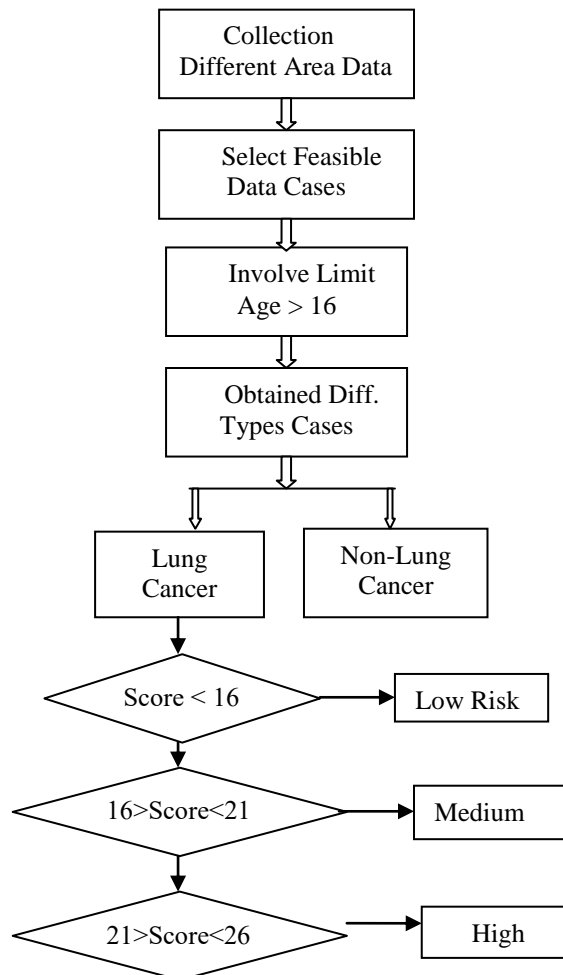 Collection
Different Area Data
Select Feasible
Data Cases
Involve Limit
Age > 16
Obtained Diff.
Types Cases
Lung
Cancer
Non-Lung
Cancer
Score < 16
Low Risk
16>Score<21
Medium
21>Score<26
High